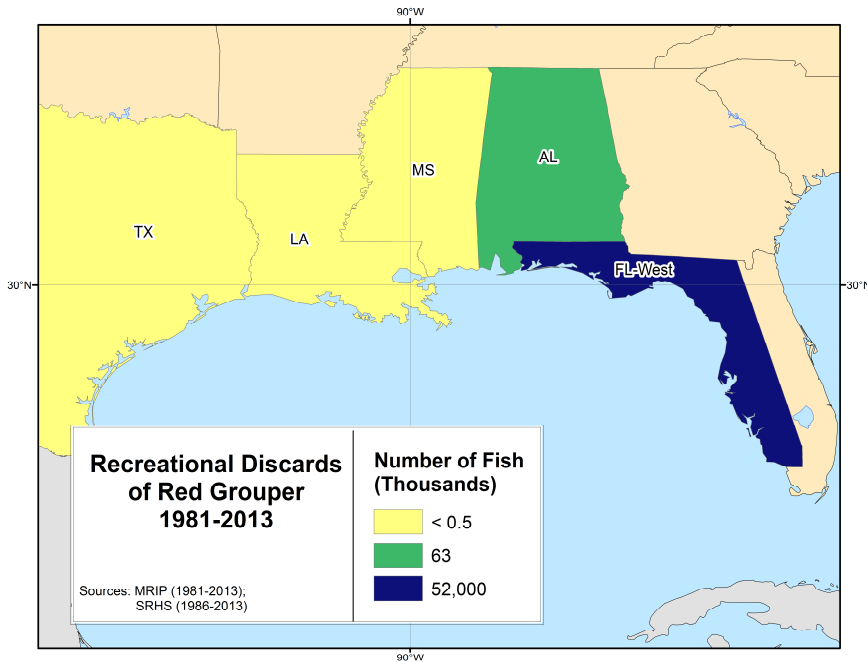 90°W
MS
AL
TX
LA
FL-West
30°N
30°N
Recreational Discards
of Red Grouper
1981-2013
Sources: MRIP (1981-2013);
SRHS (1986-2013)
Number of Fish
(Thousands)
< 0.5
63
52,000
90°W